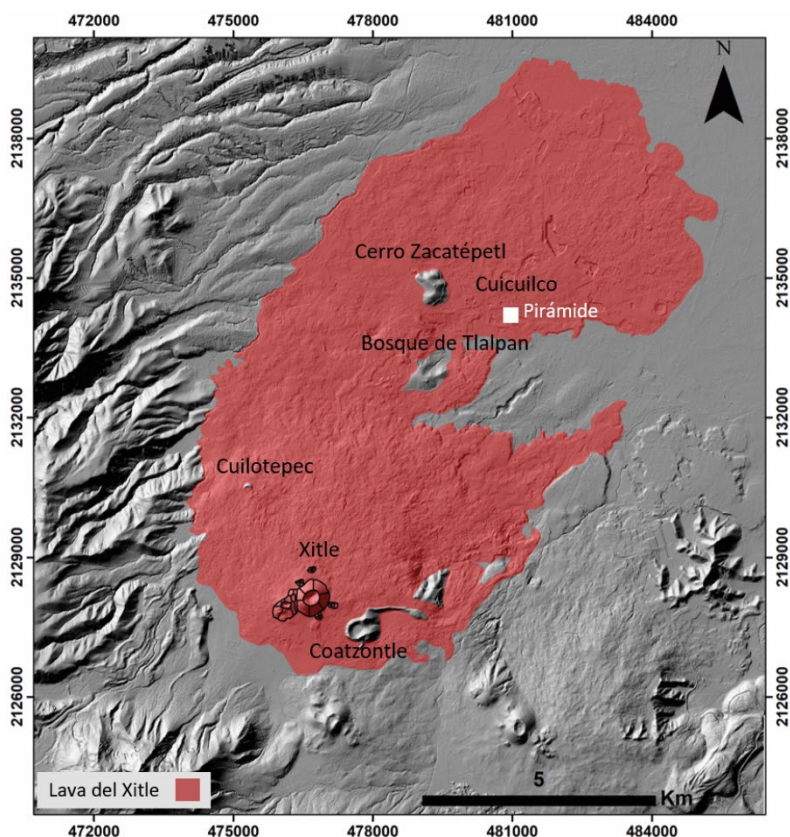 472000 475000 478000 481000 484000
N
2138000 2138000
Cerro Zacatépetl
2135000 2135000
Cuicuilco
Pirámide
Bosque de Tlalpan
2132000 2132000
Cuilotepec
2129000 2129000
Xitle
Coatzontle
2126000 2126000
5
Km
Lava del Xitle
472000 475000 478000 481000 484000